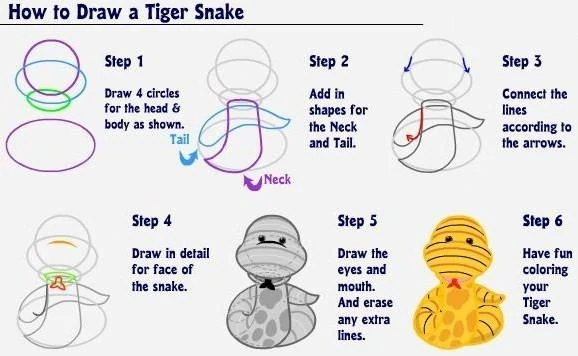 How to Draw a Tiger Snake
Step 1
Draw 4 circles
for the head &
body as shown.
Step 2
Add in
shapes for
the Neck
and Tail.
Tail
Neck
Step 3
Connect the
lines
according to
the arrows.
Step 4
Draw in detail
for face of
the snake.
Step 5
Draw the
eyes and
mouth.
And erase
any extra
lines.
Step 6
Have fun
coloring
your
Tiger
Snake.